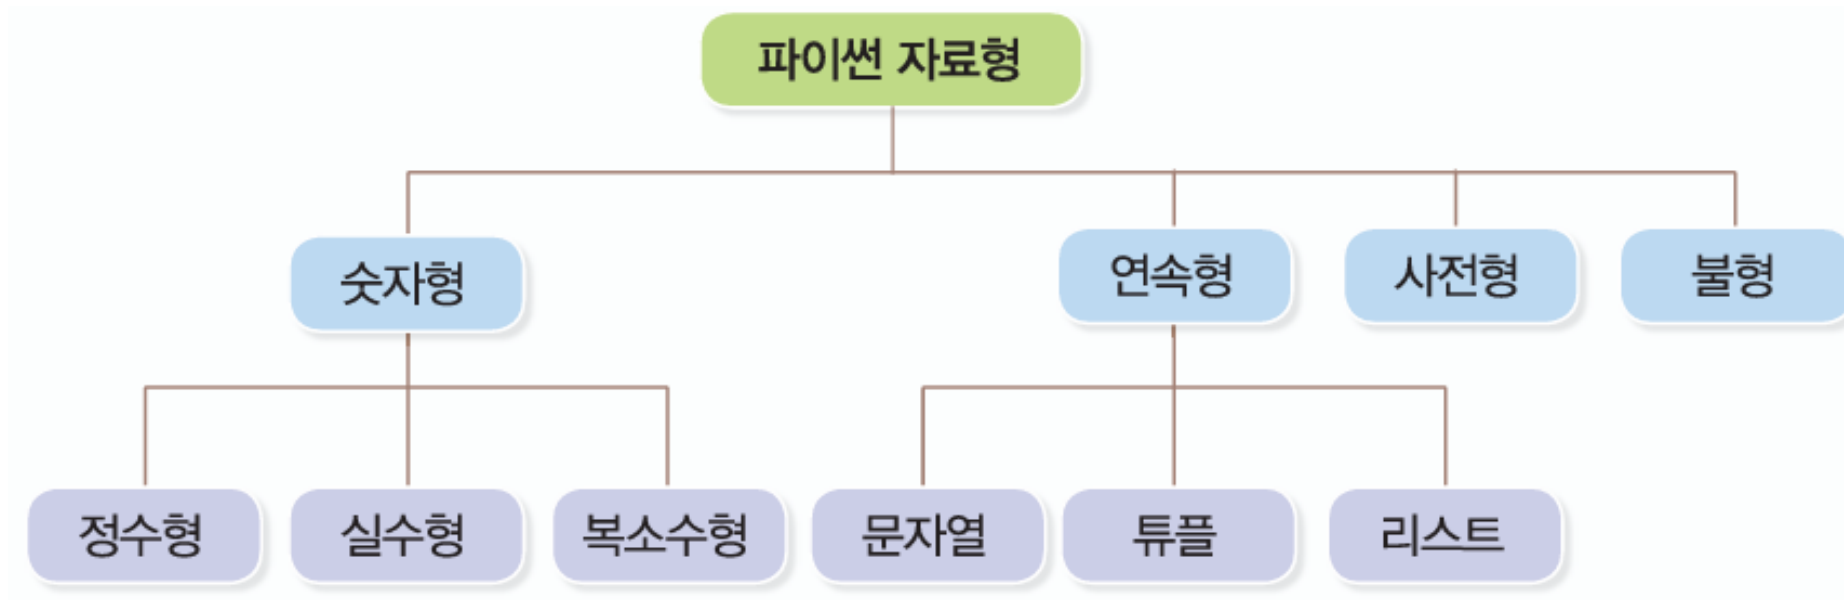 파이썬 자료형
숫자형
연속형
사전형
불형
정수형
실수형
복소수형
문자열
튜플
리스트